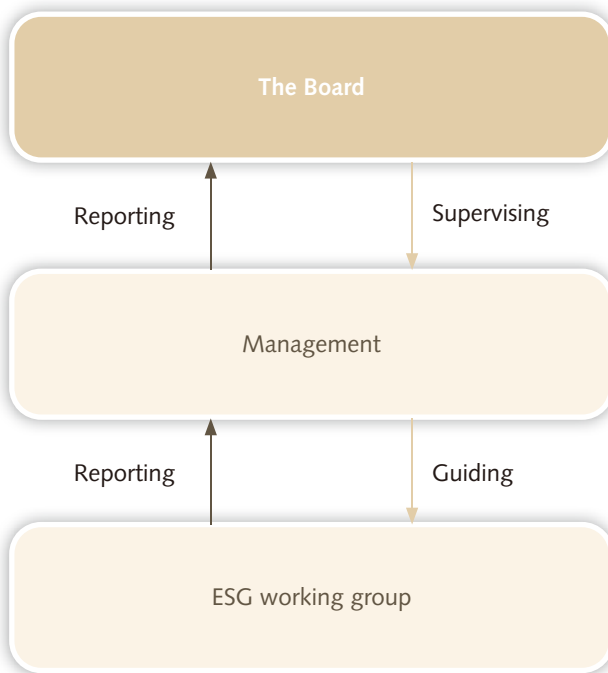 The Board
Reporting
Supervising
Management
Reporting
Guiding
ESG working group